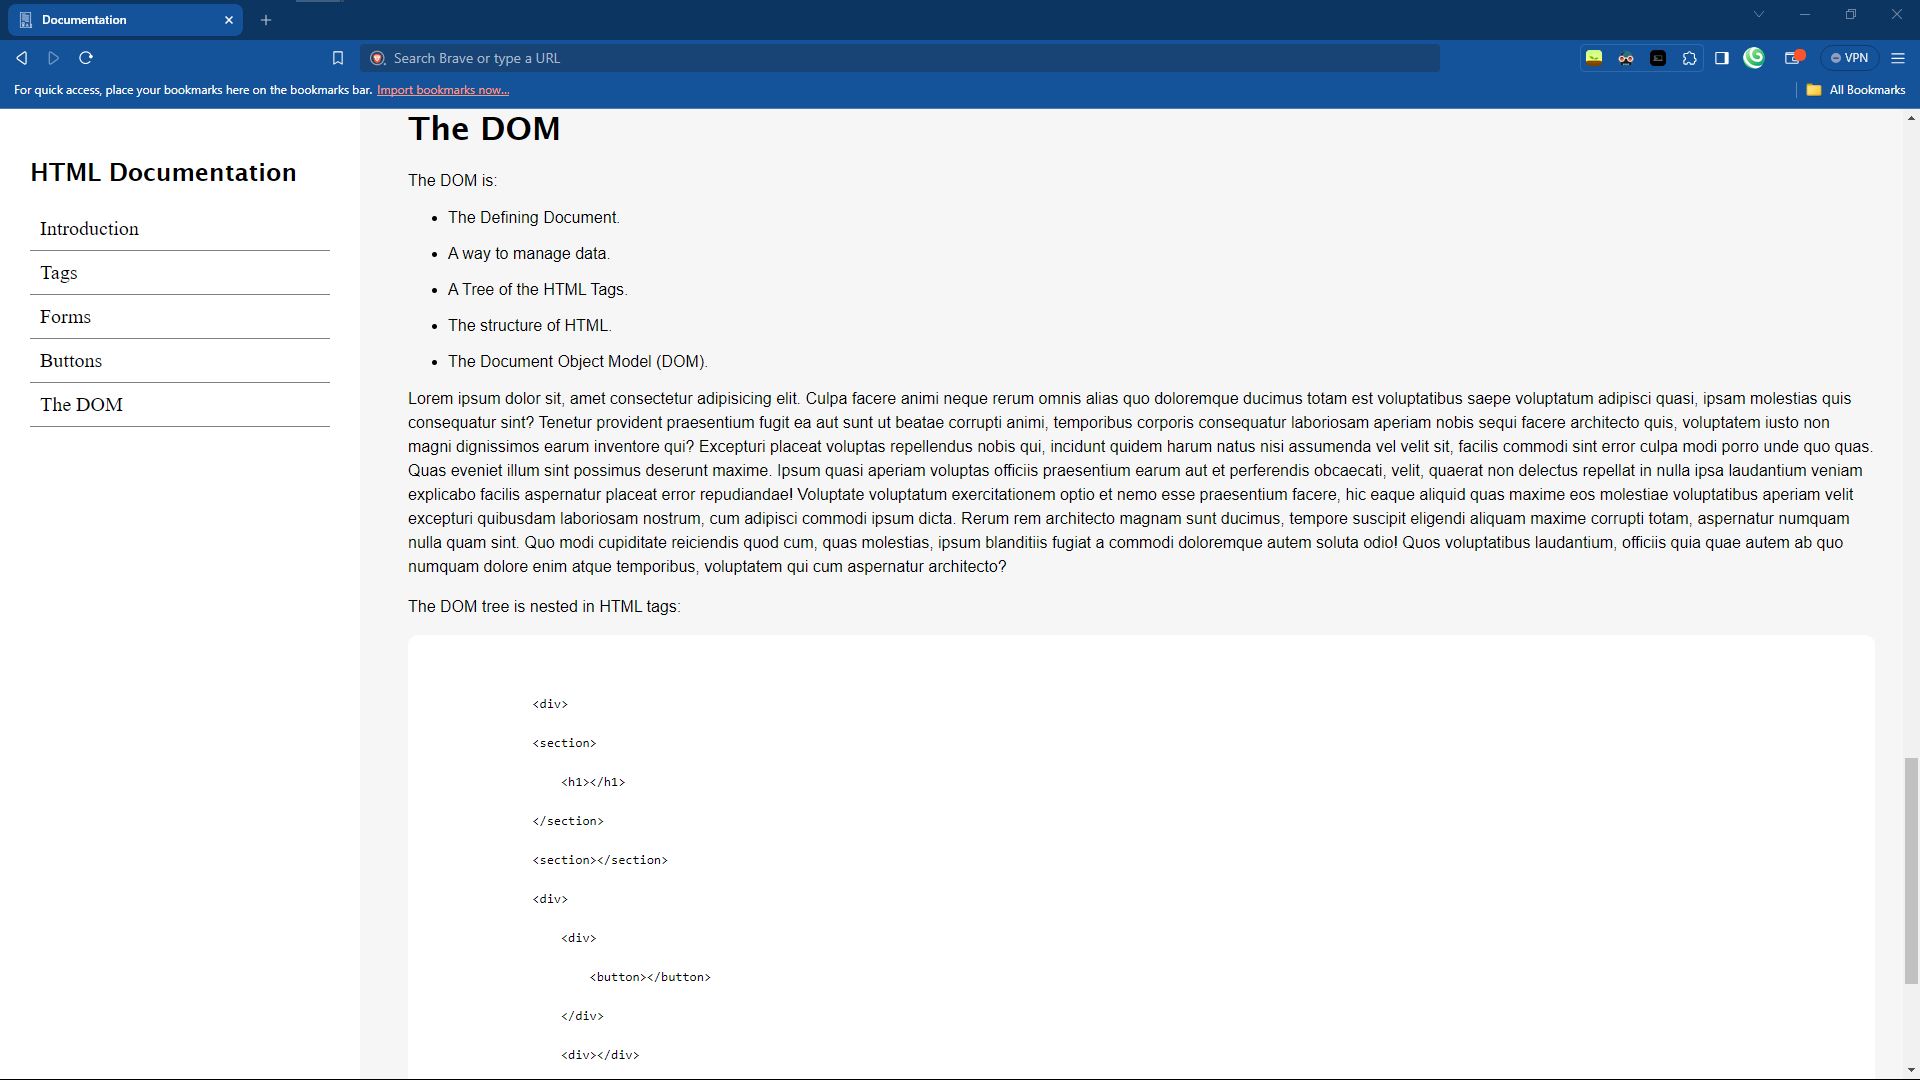 Documentation
Search Brave or type a URL
VPN
For quick access, place your bookmarks here on the bookmarks bar. Import bookmarks now...
All Bookmarks
HTML Documentation
Introduction
Tags
Forms
Buttons
The DOM
The DOM
The DOM is:
• The Defining Document.
• A way to manage data.
• A Tree of the HTML Tags.
• The structure of HTML.
• The Document Object Model (DOM).
Lorem ipsum dolor sit, amet consectetur adipisicing elit. Culpa facere animi neque rerum omnis alias quo doloremque ducimus totam est voluptatibus saepe voluptatum adipisci quasi, ipsam molestias quis
consequatur sint? Tenetur provident praesentium fugit ea aut sunt ut beatae corrupti animi, temporibus corporis consequatur laboriosam aperiam nobis sequi facere architecto quis, voluptatem iusto non
magni dignissimos earum inventore qui? Excepturi placeat voluptas repellendus nobis qui, incidunt quidem harum natus nisi assumenda vel velit sit, facilis commodi sint error culpa modi porro unde quo quas.
Quas eveniet illum sint possimus deserunt maxime. Ipsum quasi aperiam voluptas officiis praesentium earum aut et perferendis obcaecati, velit, quaerat non delectus repellat in nulla ipsa laudantium veniam
explicabo facilis aspernatur placeat error repudiandae! Voluptate voluptatum exercitationem optio et nemo esse praesentium facere, hic eaque aliquid quas maxime eos molestiae voluptatibus aperiam velit
excepturi quibusdam laboriosam nostrum, cum adipisci commodi ipsum dicta. Rerum rem architecto magnam sunt ducimus, tempore suscipit eligendi aliquam maxime corrupti totam, aspernatur numquam
nulla quam sint. Quo modi cupiditate reiciendis quod cum, quas molestias, ipsum blanditiis fugiat a commodi doloremque autem soluta odio! Quos voluptatibus laudantium, officiis quia quae autem ab quo
numquam dolore enim atque temporibus, voluptatem qui cum aspernatur architecto?
The DOM tree is nested in HTML tags:
<div>
<section>
<h1></h1>
</section>
<section></section>
<div>
<div>
<button></button>
</div>
<div></div>